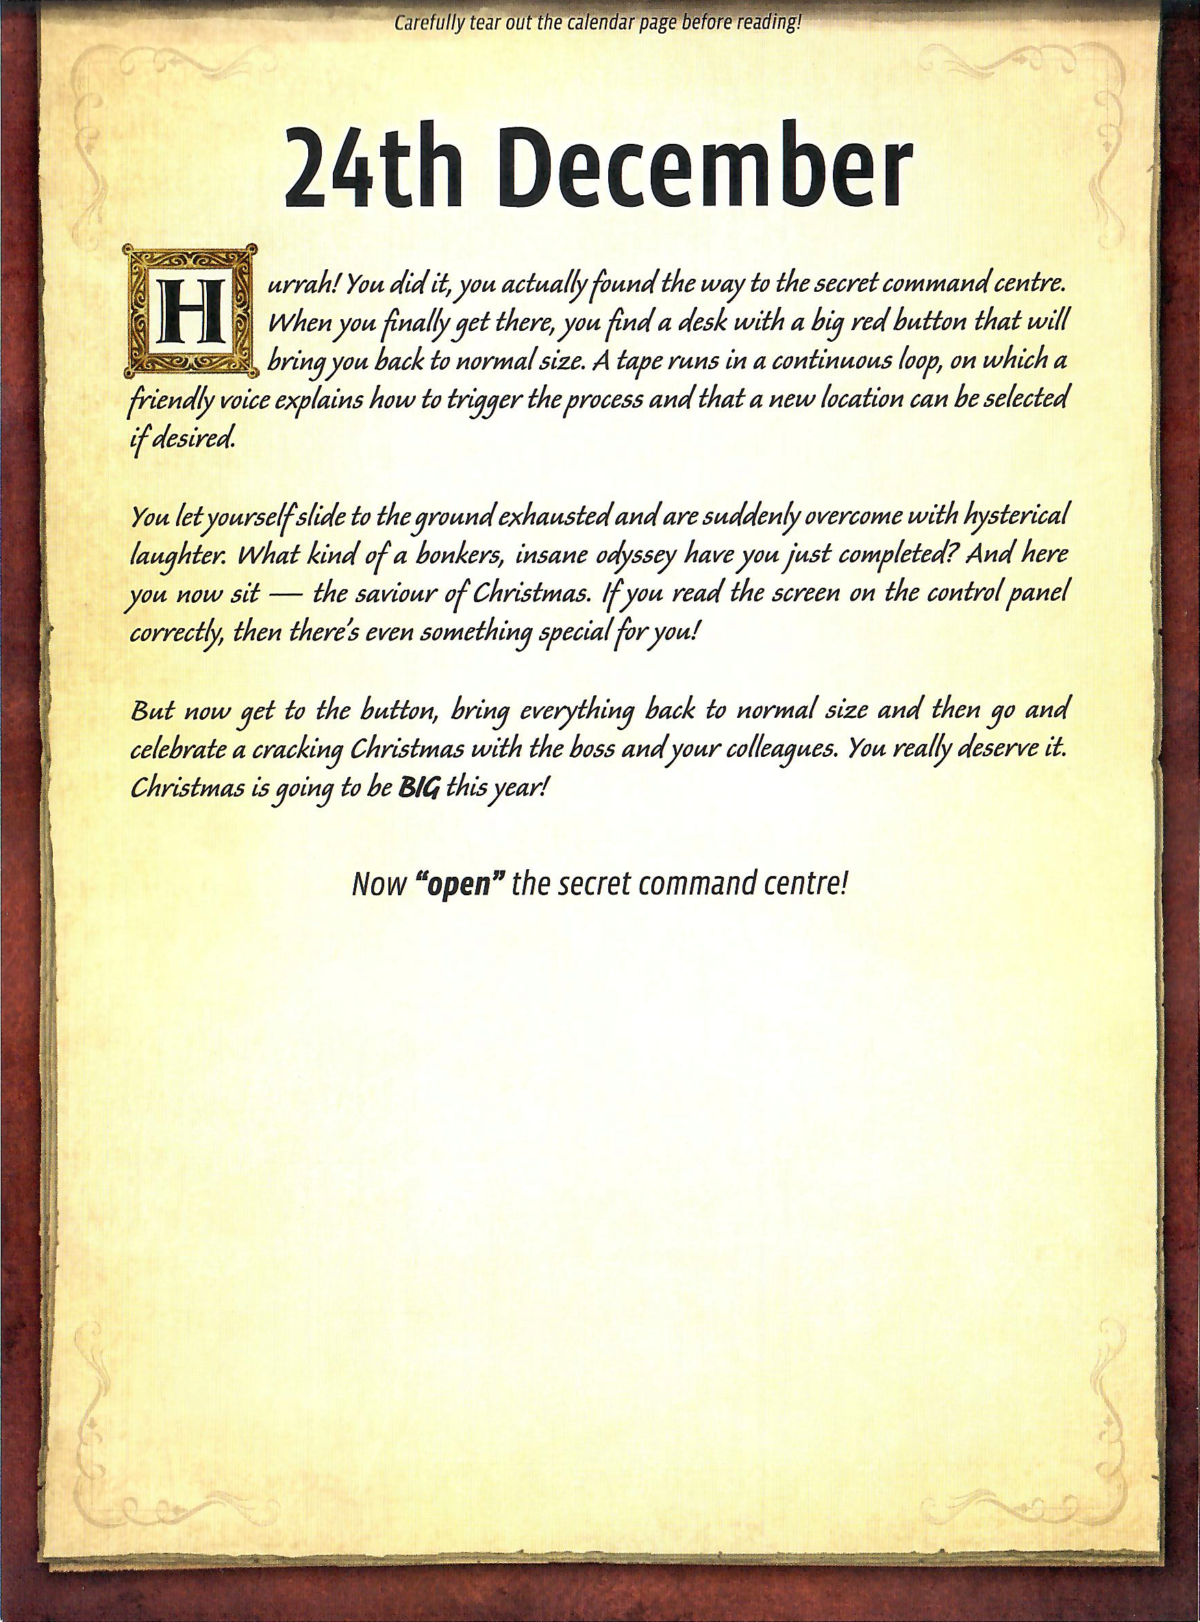 Carefully tear out the calendar page before reading!
24th December
Hurrah! You did it, you actually found the way to the secret command centre.
When you finally get there, you find a desk with a big red button that will
bring you back to normal size. A tape runs in a continuous loop, on which a
friendly voice explains how to trigger the process and that a new location can be selected
if desired.
You let yourself slide to the ground exhausted and are suddenly overcome with hysterical
laughter. What kind of a bonkers, insane odyssey have you just completed? And here
you now sit — the saviour of Christmas. If you read the screen on the control panel
correctly, then there's even something special for you!
But now get to the button, bring everything back to normal size and then go and
celebrate a cracking Christmas with the boss and your colleagues. You really deserve it.
Christmas is going to be BIG this year!
Now “open” the secret command centre!